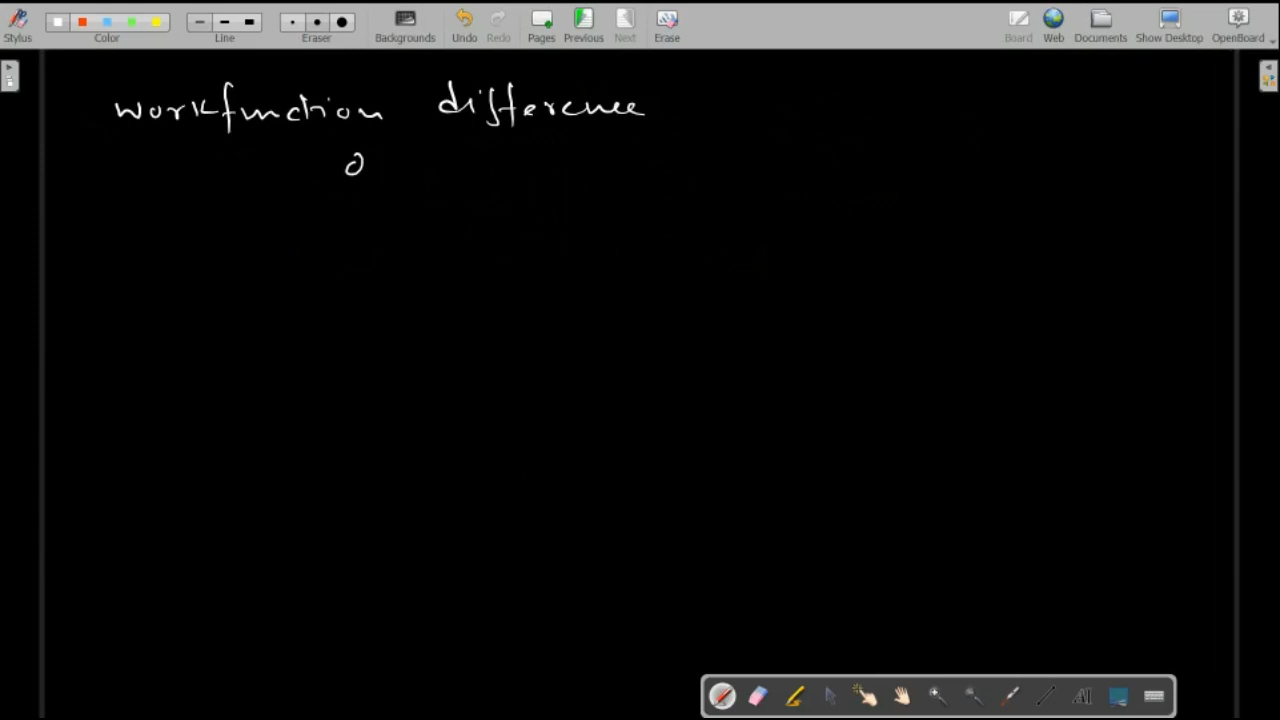 Stylus Color Line Eraser Backgrounds Undo Redo Pages Previous Next Erase Board Web Documents Show Desktop OpenBoard
workfunction difference